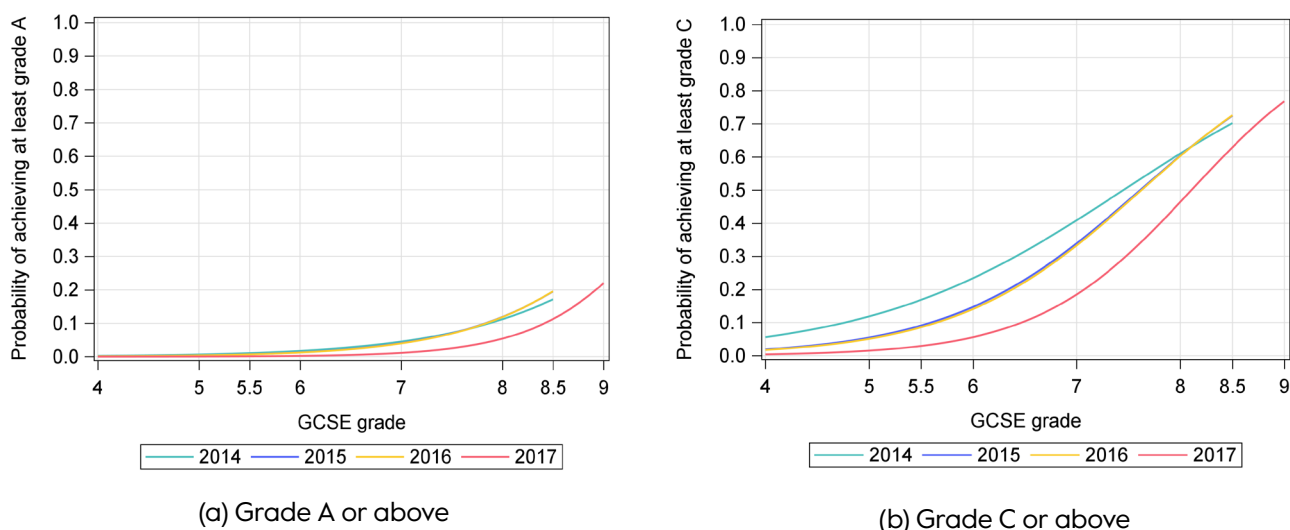 Probability of achieving at least grade A
1.0
0.9
0.8
0.7
0.6
0.5
0.4
0.3
0.2
0.1
0.0
4 5 5.5 6 7 8 8.5 9
GCSE grade
2014 2015 2016 2017
(a) Grade A or above
Probability of achieving at least grade C
1.0
0.9
0.8
0.7
0.6
0.5
0.4
0.3
0.2
0.1
0.0
4 5 5.5 6 7 8 8.5 9
GCSE grade
2014 2015 2016 2017
(b) Grade C or above